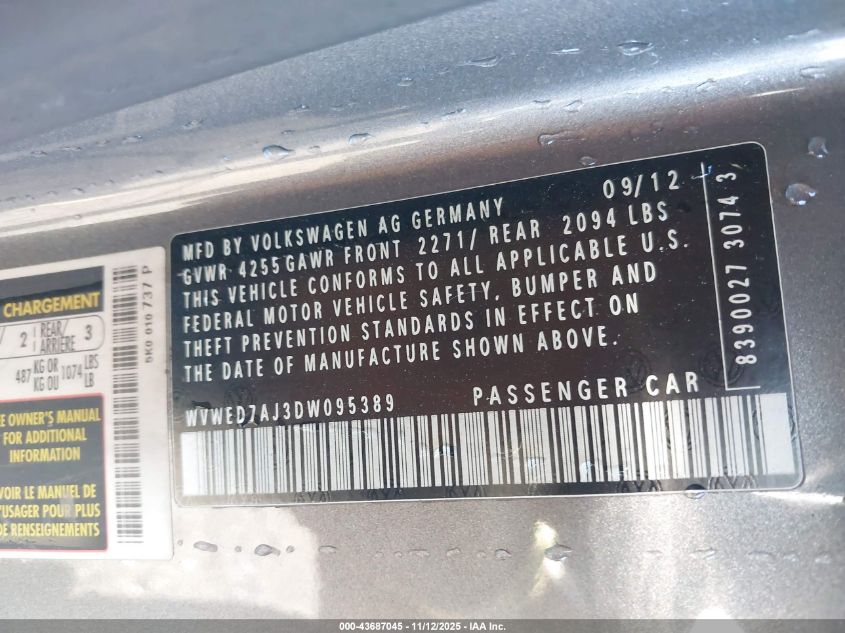 CHARGEMENT
2 REAR/ARRIÈRE 3
487 KG OR/KG OU 1074 LBS/LB
OWNER'S MANUAL
FOR ADDITIONAL
INFORMATION
VOIR LE MANUEL DE
L'USAGER POUR PLUS
DE RENSEIGNEMENTS
5K0 010 737 P
09/12
MFD BY VOLKSWAGEN AG GERMANY
GVWR 4255 GAWR FRONT 2271/ REAR 2094 LBS
THIS VEHICLE CONFORMS TO ALL APPLICABLE U.S.
FEDERAL MOTOR VEHICLE SAFETY, BUMPER AND
THEFT PREVENTION STANDARDS IN EFFECT ON
THE DATE OF MANUFACTURE SHOWN ABOVE.
WVWED7AJ3DW095389 PASSENGER CAR
8390027 3074 3
000-43687045 - 11/12/2025 - IAA Inc.